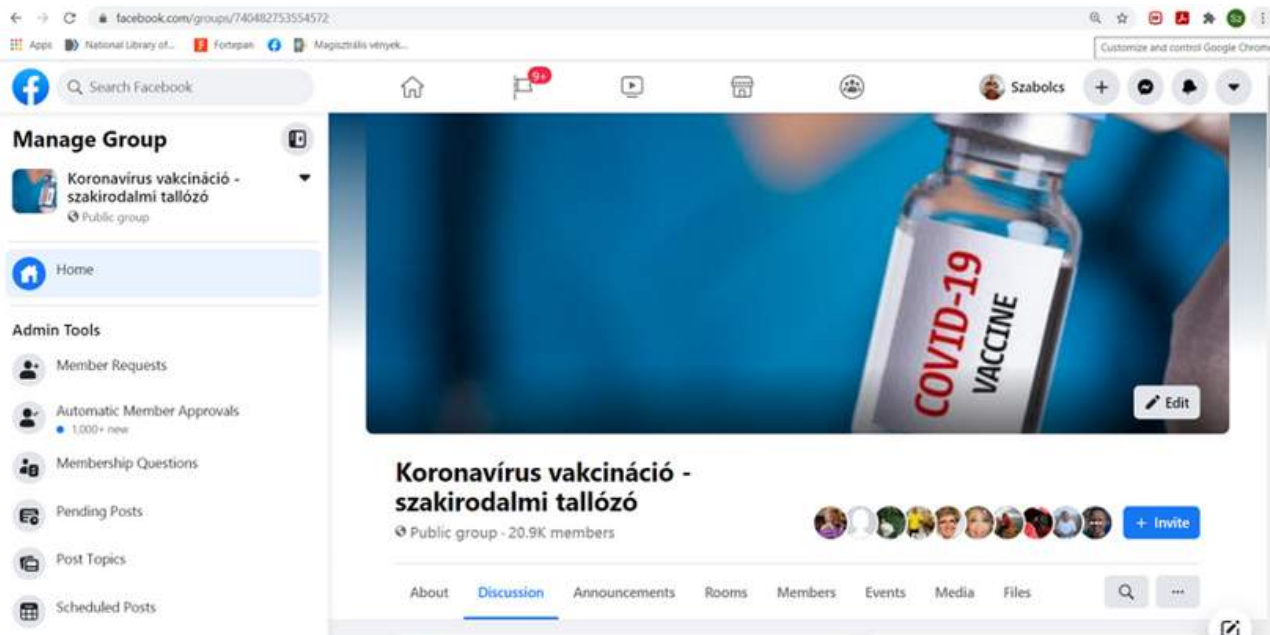 facebook.com/groups/740482753554572
Apps National Library of... Fortepan Magisztrális vények...
Customize and control Google Chrome
Search Facebook
9+
Szabolcs
Sz
Manage Group
Koronavírus vakcináció -
szakirodalmi tallózó
Public group
Home
Admin Tools
Member Requests
Automatic Member Approvals
1,000+ new
Membership Questions
Pending Posts
Post Topics
Scheduled Posts
COVID-19
VACCINE
Edit
Koronavírus vakcináció -
szakirodalmi tallózó
Public group · 20.9K members
+ Invite
About Discussion Announcements Rooms Members Events Media Files